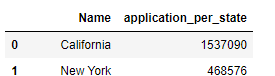 Name application_per_state
0 California 1537090
1 New York 468576